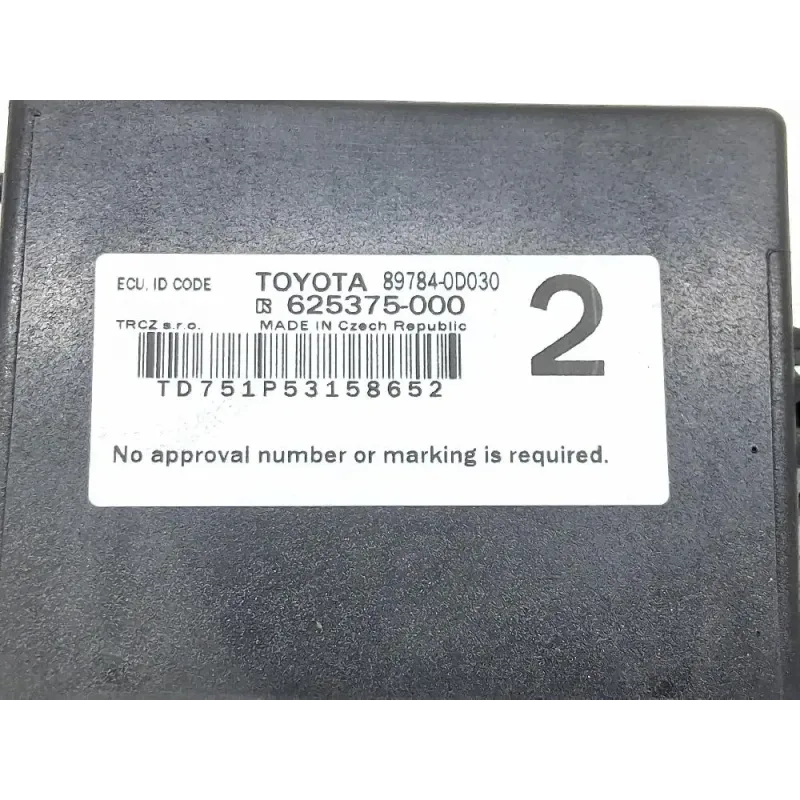 ECU, ID CODE TOYOTA 89784-0D030
625375-000
TRCZ s.r.o. MADE IN Czech Republic
2
TD751P53158652
No approval number or marking is required.